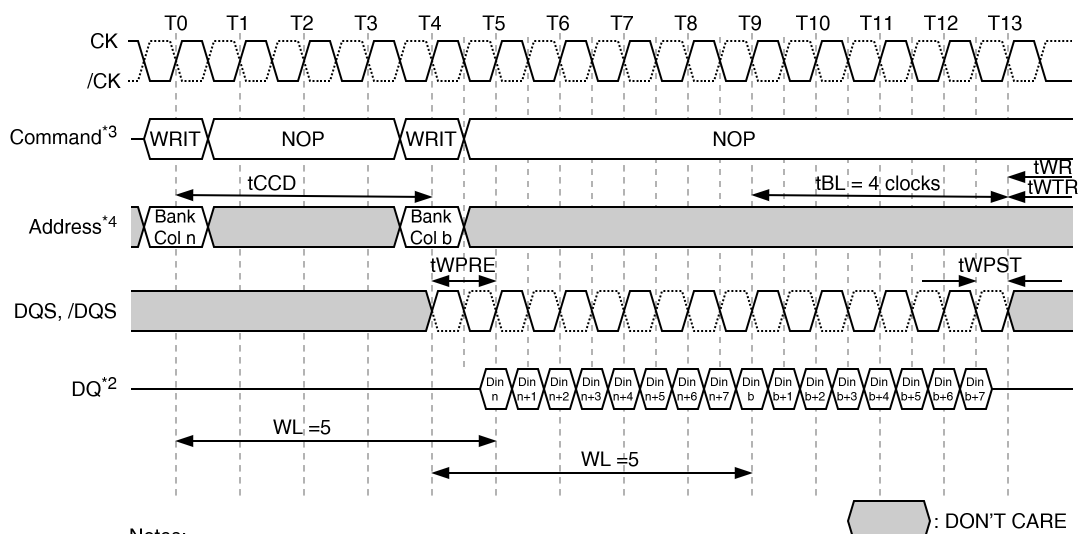 T0 T1 T2 T3 T4 T5 T6 T7 T8 T9 T10 T11 T12 T13
CK
/CK
Command*3 WRIT NOP WRIT NOP
tWR
tCCD tBL = 4 clocks tWTR
Address*4
Bank Col n
Bank Col b
tWPRE tWPST
DQS, /DQS
DQ*2
Din n
Din n+1
Din n+2
Din n+3
Din n+4
Din n+5
Din n+6
Din n+7
Din b
Din b+1
Din b+2
Din b+3
Din b+4
Din b+5
Din b+6
Din b+7
WL =5
WL =5
: DON'T CARE
Notes: